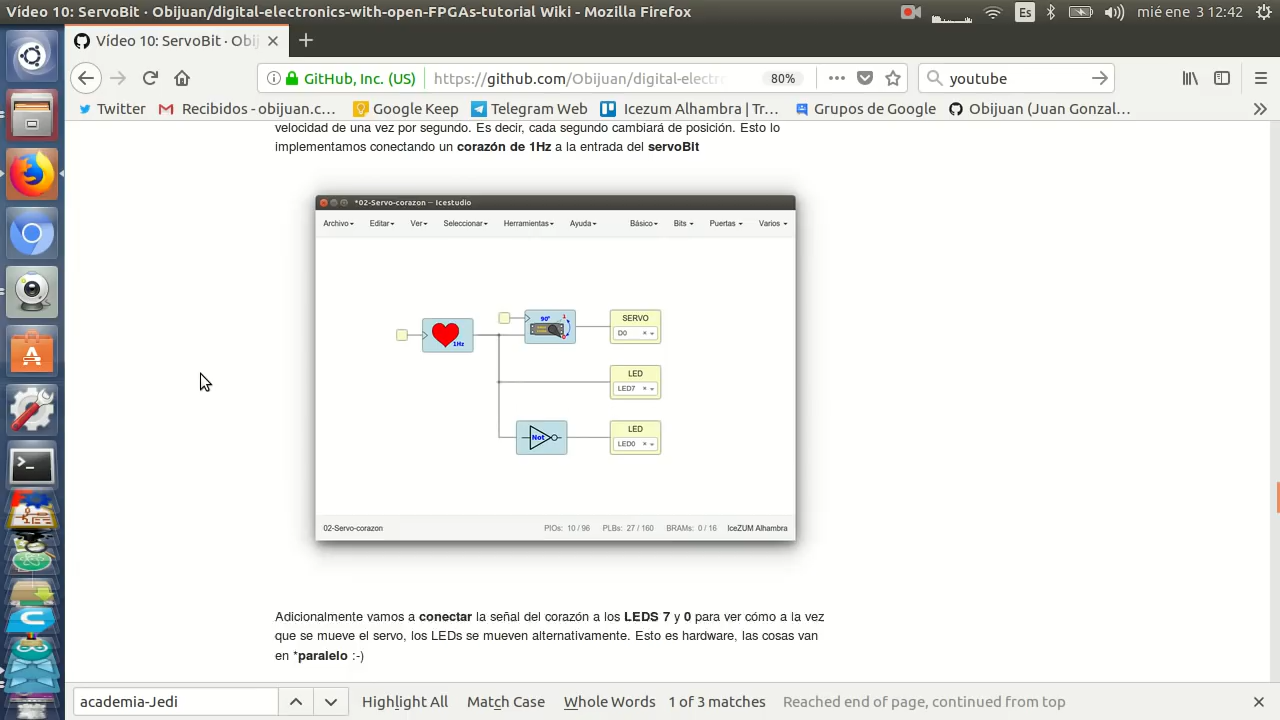 Vídeo 10: ServoBit · Obijuan/digital-electronics-with-open-FPGAs-tutorial Wiki - Mozilla Firefox
Es
mié ene 3 12:42
Vídeo 10: ServoBit · Obij
GitHub, Inc. (US)
https://github.com/Obijuan/digital-electr
80%
youtube
Twitter
Recibidos - obijuan.c…
Google Keep
Telegram Web
Icezum Alhambra | Tr…
Grupos de Google
Obijuan (Juan Gonzal…
velocidad de una vez por segundo. Es decir, cada segundo cambiará de posición. Esto lo
implementamos conectando un corazón de 1Hz a la entrada del servoBit
*02-Servo-corazon – Icestudio
Archivo Editar Ver Seleccionar Herramientas Ayuda Básico Bits Puertas Varios
90°
1
SERVO
1Hz
D0
LED
LED7
LED
Not
LED0
02-Servo-corazon
PIOs: 10 / 96 PLBs: 27 / 160 BRAMs: 0 / 16 IceZUM Alhambra
Adicionalmente vamos a conectar la señal del corazón a los LEDS 7 y 0 para ver cómo a la vez
que se mueve el servo, los LEDs se mueven alternativamente. Esto es hardware, las cosas van
en *paralelo :-)
academia-Jedi
Highlight All
Match Case
Whole Words
1 of 3 matches
Reached end of page, continued from top